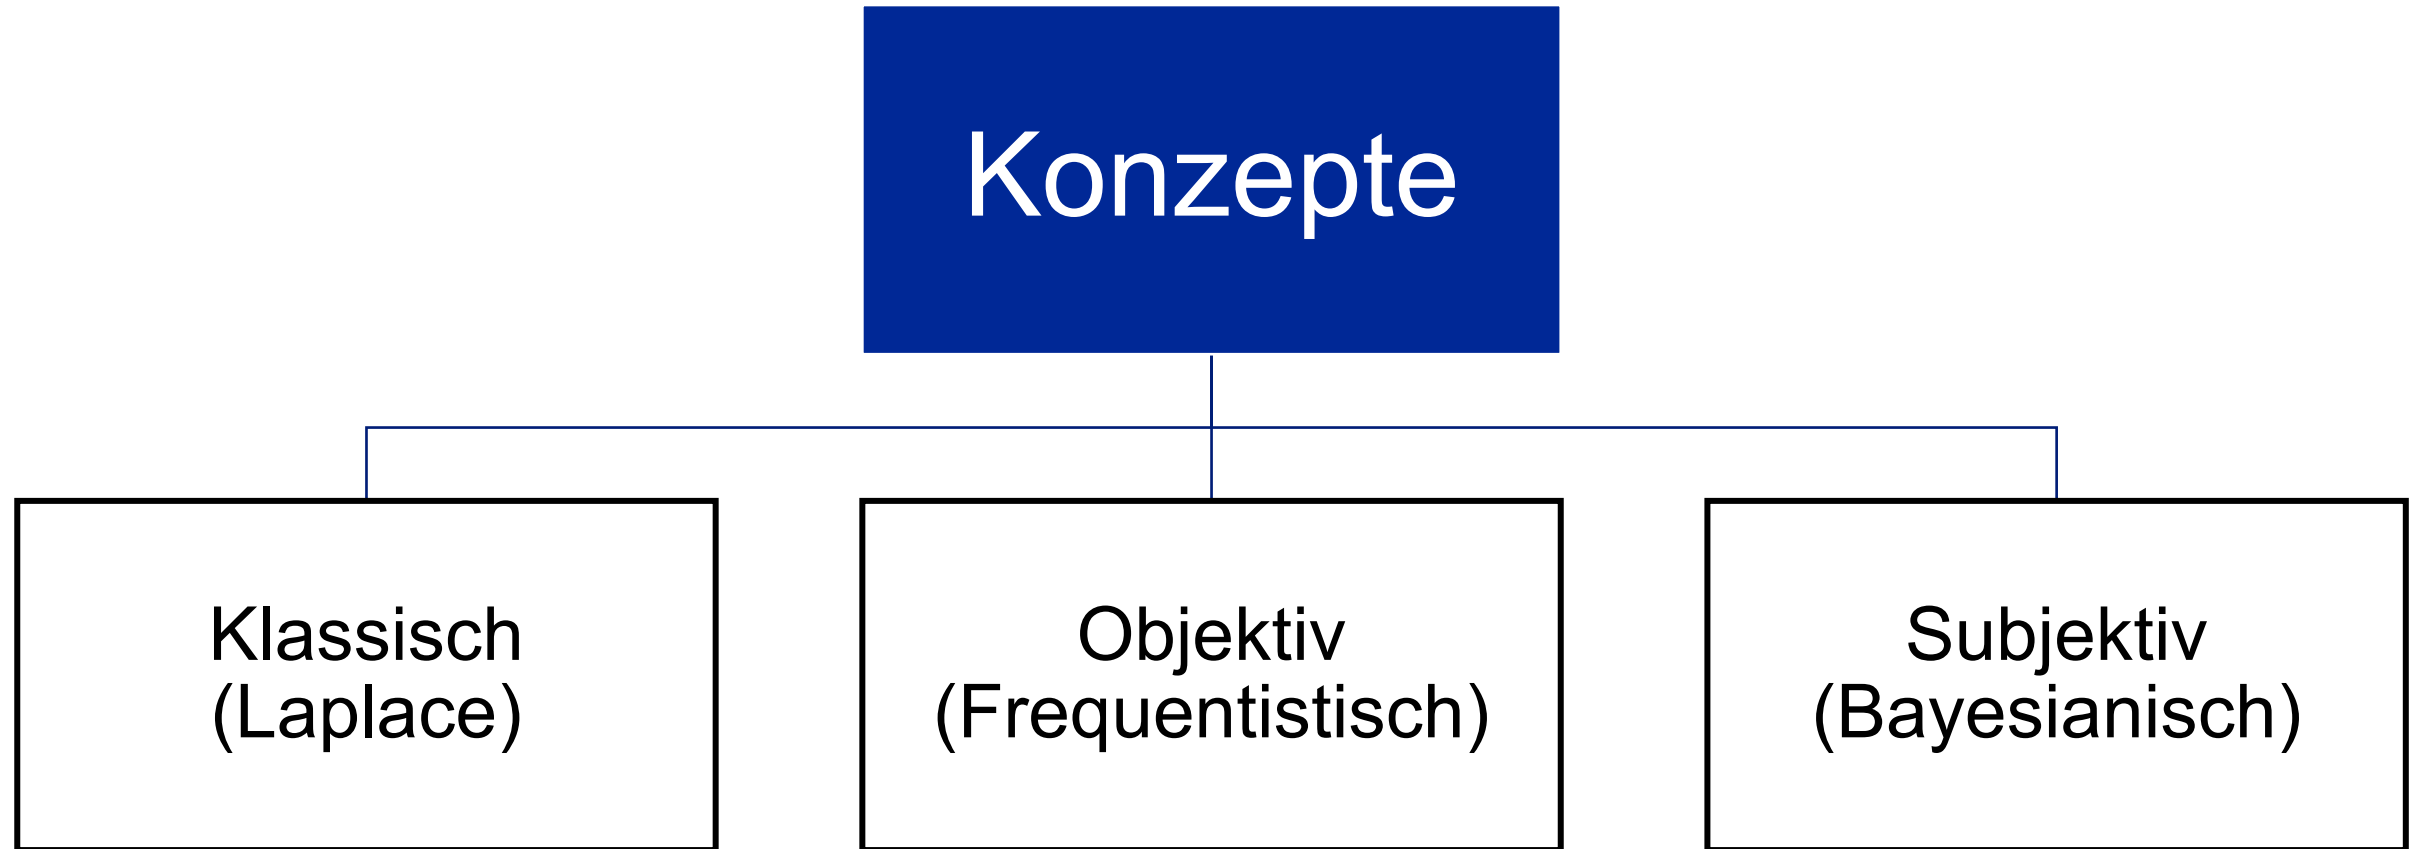 Konzepte
Klassisch
(Laplace)
Objektiv
(Frequentistisch)
Subjektiv
(Bayesianisch)